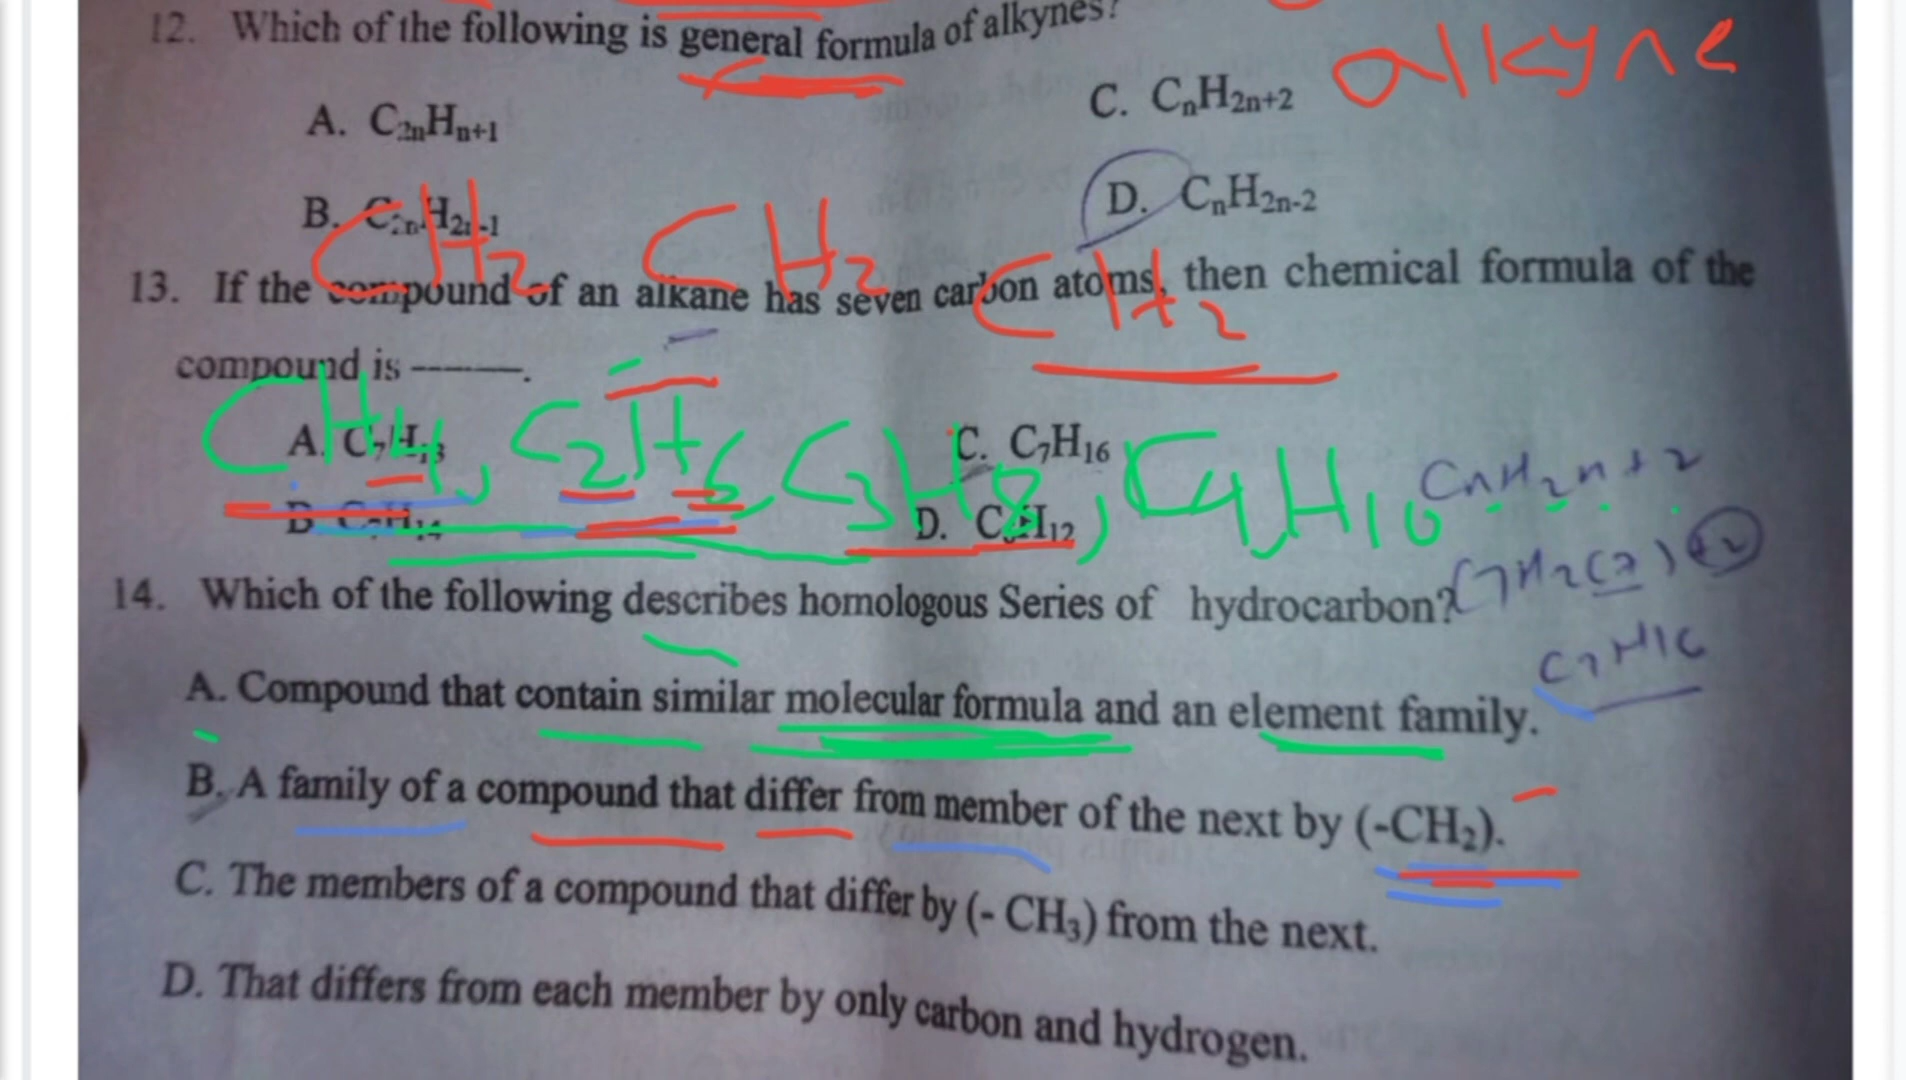 12. Which of the following is general formula of alkynes?
alkyne
A. C₂ₙHₙ₊₁
C. CₙH₂ₙ₊₂
B. C₂ₙH₂ₙ₋₁
D. CₙH₂ₙ₋₂
CH₂ CH₂ CH₂
13. If the compound of an alkane has seven carbon atoms, then chemical formula of the
compound is ------.
A. C₇H₁₃
C. C₇H₁₆
CH₄, C₂H₆, C₃H₈, C₄H₁₀
CₙH₂ₙ₊₂
B. C₇H₁₄
D. H₁₂
C₇H₂(₇)+2
C₇H₁₆
14. Which of the following describes homologous Series of hydrocarbon?
A. Compound that contain similar molecular formula and an element family.
B. A family of a compound that differ from member of the next by (-CH₂).
C. The members of a compound that differ by (- CH₃) from the next.
D. That differs from each member by only carbon and hydrogen.